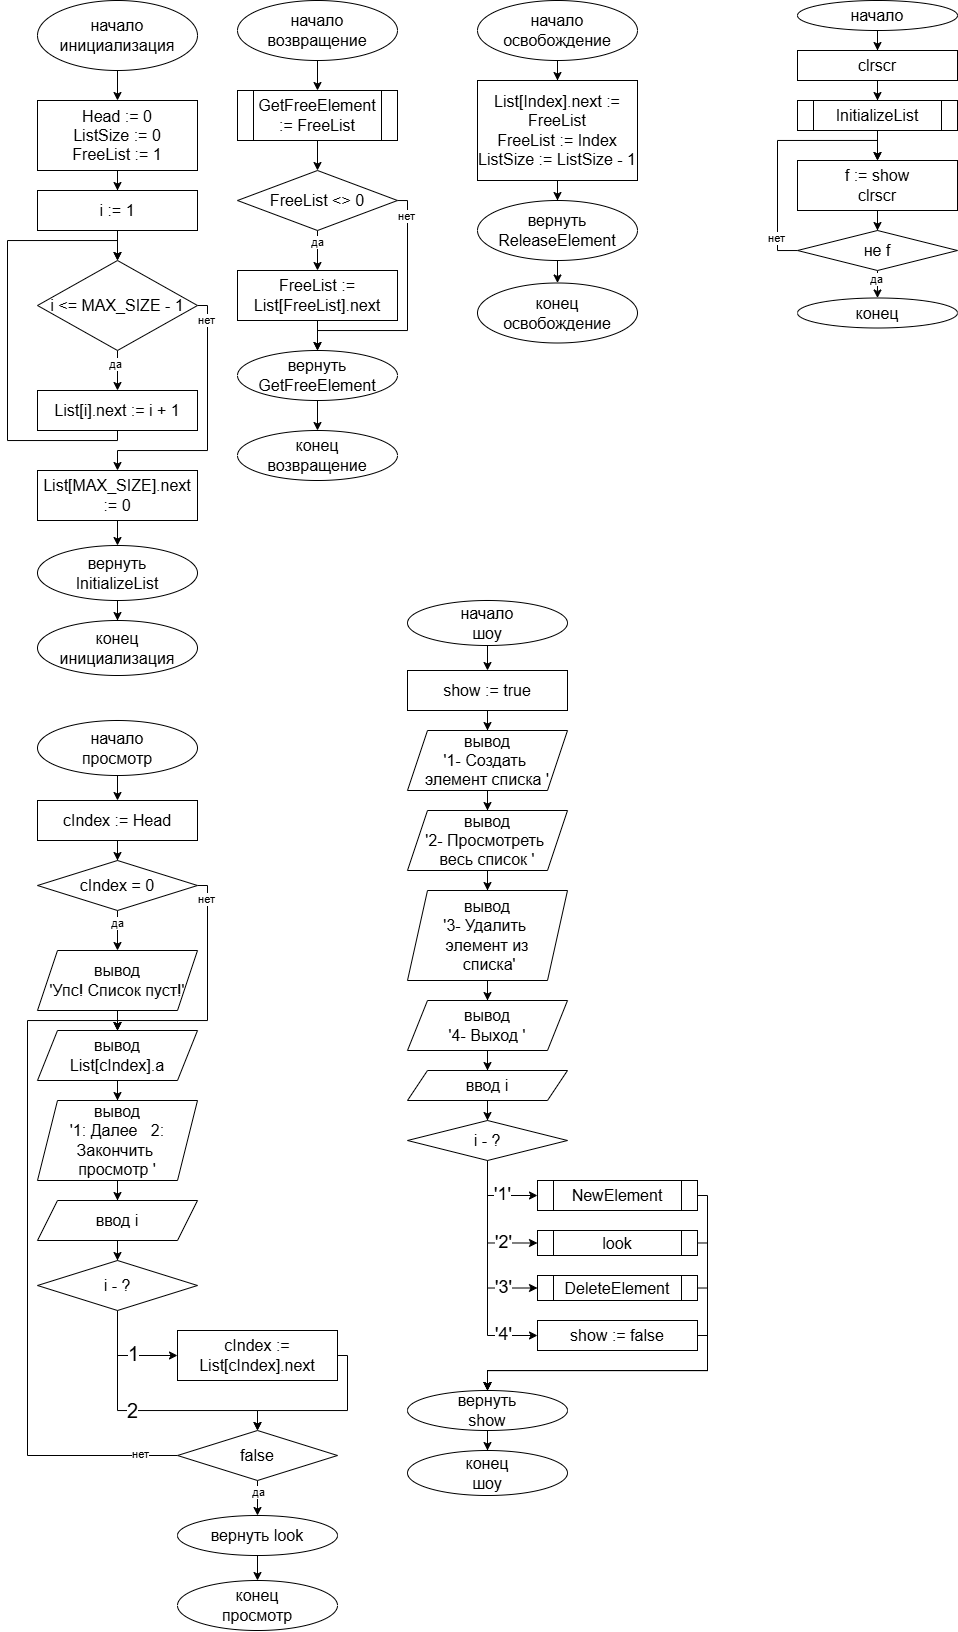 начало
инициализация
Head := 0
ListSize := 0
FreeList := 1
i := 1
i <= MAX_SIZE - 1
нет
да
List[i].next := i + 1
List[MAX_SIZE].next
:= 0
вернуть
InitializeList
конец
инициализация
начало
возвращение
GetFreeElement
:= FreeList
FreeList <> 0
нет
да
FreeList :=
List[FreeList].next
вернуть
GetFreeElement
конец
возвращение
начало
освобождение
List[Index].next :=
FreeList
FreeList := Index
ListSize := ListSize - 1
вернуть
ReleaseElement
конец
освобождение
начало
clrscr
InitializeList
f := show
clrscr
нет
не f
да
конец
начало
просмотр
cIndex := Head
cIndex = 0
нет
да
вывод
'Упс! Список пуст!'
вывод
List[cIndex].a
вывод
'1: Далее   2:
Закончить
просмотр '
ввод i
i - ?
1
cIndex :=
List[cIndex].next
2
нет
false
да
вернуть look
конец
просмотр
начало
шоу
show := true
вывод
'1- Создать
элемент списка '
вывод
'2- Просмотреть
весь список '
вывод
'3- Удалить
элемент из
списка'
вывод
'4- Выход '
ввод i
i - ?
'1'
NewElement
'2'
look
'3'
DeleteElement
'4'
show := false
вернуть
show
конец
шоу